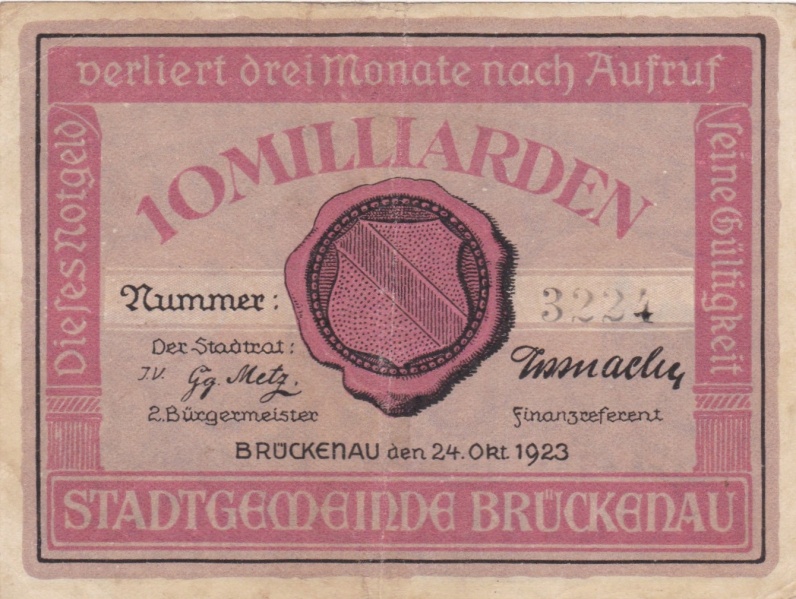 Dieses Notgeld
verliert drei Monate nach Aufruf
seine Gültigkeit
10 MILLIARDEN
Nummer: 3224
Der Stadtrat:
J.V. Gg. Metz.
2. Bürgermeister
Finanzreferent
BRÜCKENAU den 24. Okt. 1923
STADTGEMEINDE BRÜCKENAU